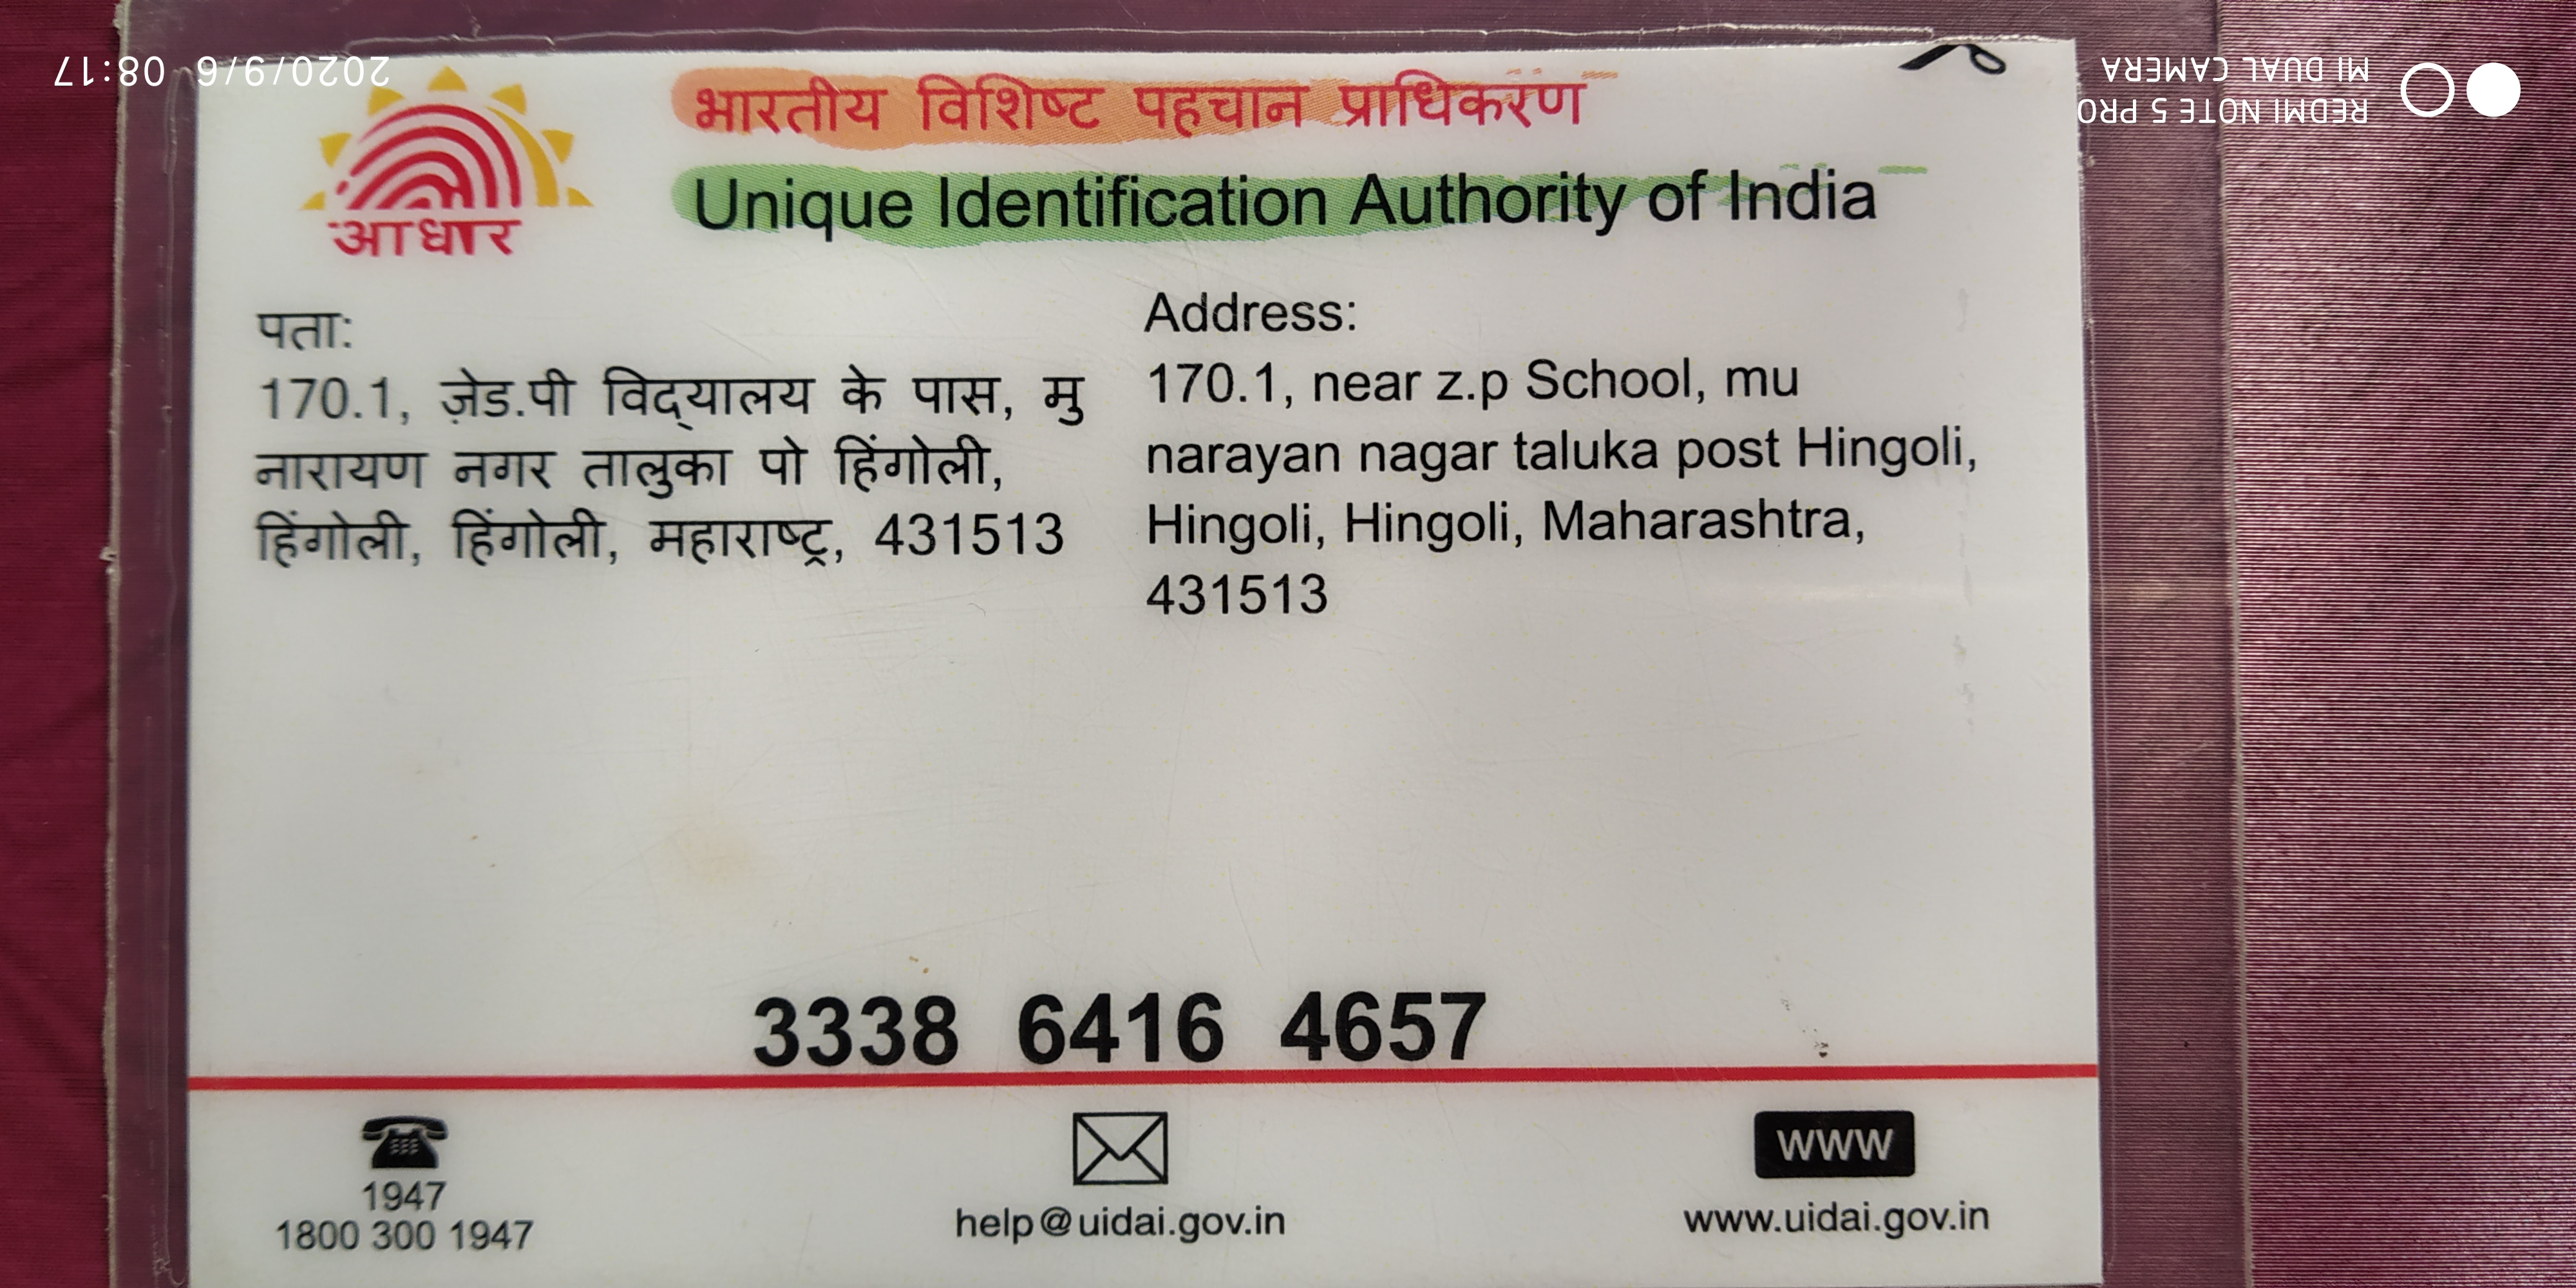 भारतीय विशिष्ट पहचान प्राधिकरण
Unique Identification Authority of India
आधार
पता:
170.1, ज़ेड.पी विद्यालय के पास, मु
नारायण नगर तालुका पो हिंगोली,
हिंगोली, हिंगोली, महाराष्ट्र, 431513
Address:
170.1, near z.p School, mu
narayan nagar taluka post Hingoli,
Hingoli, Hingoli, Maharashtra,
431513
3338 6416 4657
1947
1800 300 1947
help@uidai.gov.in
www
www.uidai.gov.in
REDMI NOTE 5 PRO
MI DUAL CAMERA
2020/9/6 08:17